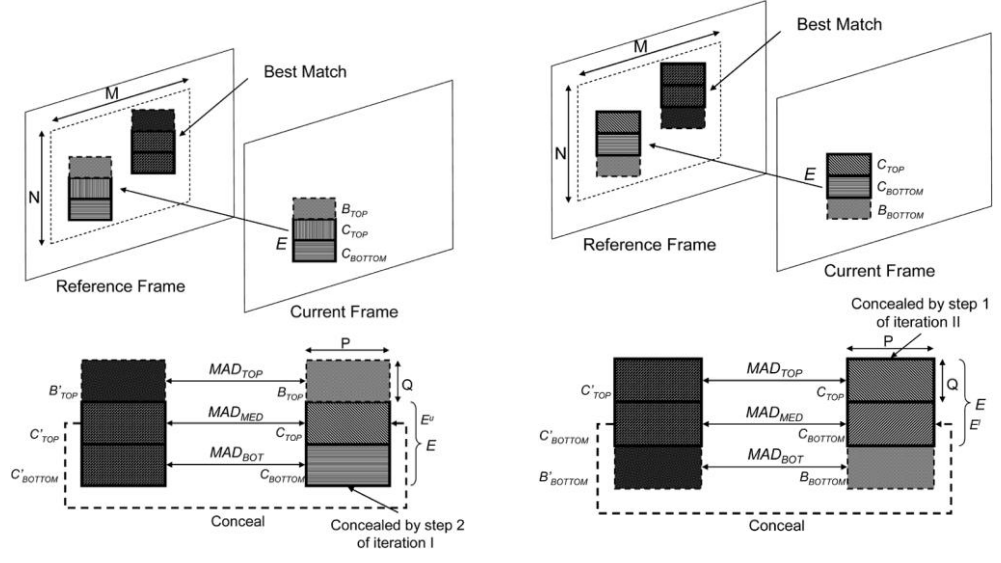 M
Best Match
N
E
B_TOP
C_TOP
C_BOTTOM
Reference Frame
Current Frame
M
Best Match
N
E
C_TOP
C_BOTTOM
B_BOTTOM
Reference Frame
Current Frame
P
MAD_TOP
Q
B'_TOP
B_TOP
MAD_MED
E^u
C'_TOP
C_TOP
E
MAD_BOT
C'_BOTTOM
C_BOTTOM
Conceal
Concealed by step 2
of iteration I
Concealed by step 1
of iteration II
P
MAD_TOP
Q
C'_TOP
C_TOP
E
MAD_MED
E^l
C'_BOTTOM
C_BOTTOM
MAD_BOT
B'_BOTTOM
B_BOTTOM
Conceal